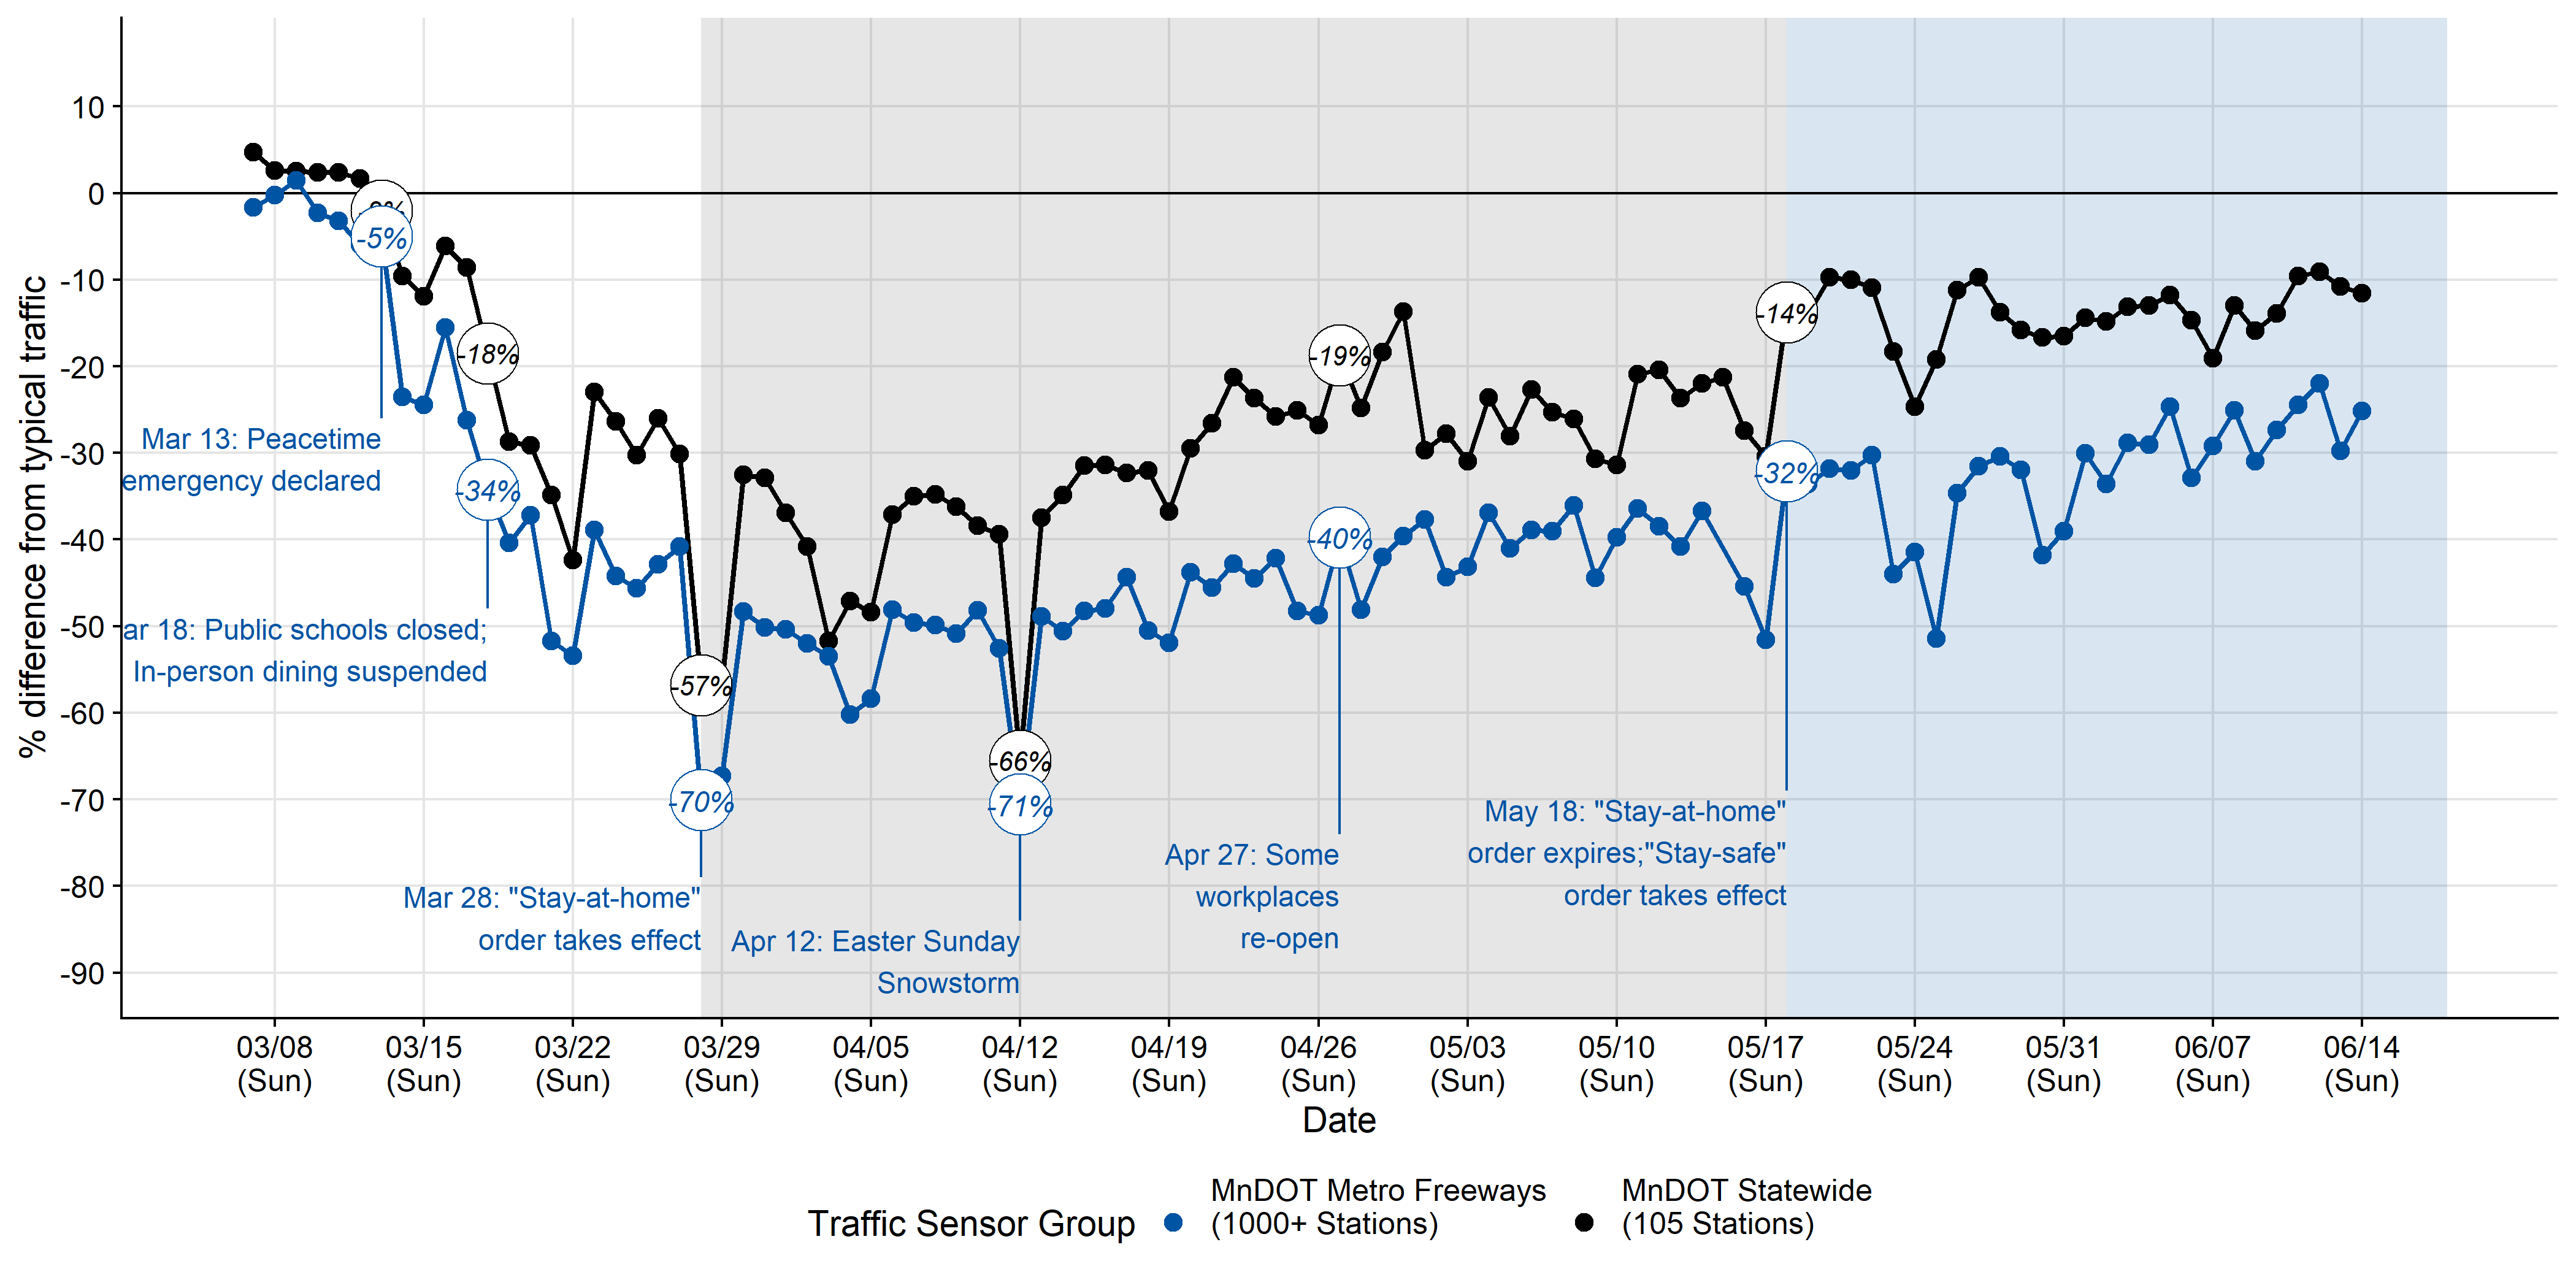 % difference from typical traffic
10
0
-10
-20
-30
-40
-50
-60
-70
-80
-90
-5%
-18%
-34%
-57%
-70%
-66%
-71%
-19%
-40%
-14%
-32%
Mar 13: Peacetime
emergency declared
ar 18: Public schools closed;
In-person dining suspended
Mar 28: "Stay-at-home"
order takes effect
Apr 12: Easter Sunday
Snowstorm
Apr 27: Some
workplaces
re-open
May 18: "Stay-at-home"
order expires;"Stay-safe"
order takes effect
03/08 03/15 03/22 03/29 04/05 04/12 04/19 04/26 05/03 05/10 05/17 05/24 05/31 06/07 06/14
(Sun) (Sun) (Sun) (Sun) (Sun) (Sun) (Sun) (Sun) (Sun) (Sun) (Sun) (Sun) (Sun) (Sun) (Sun)
Date
Traffic Sensor Group
MnDOT Metro Freeways
(1000+ Stations)
MnDOT Statewide
(105 Stations)